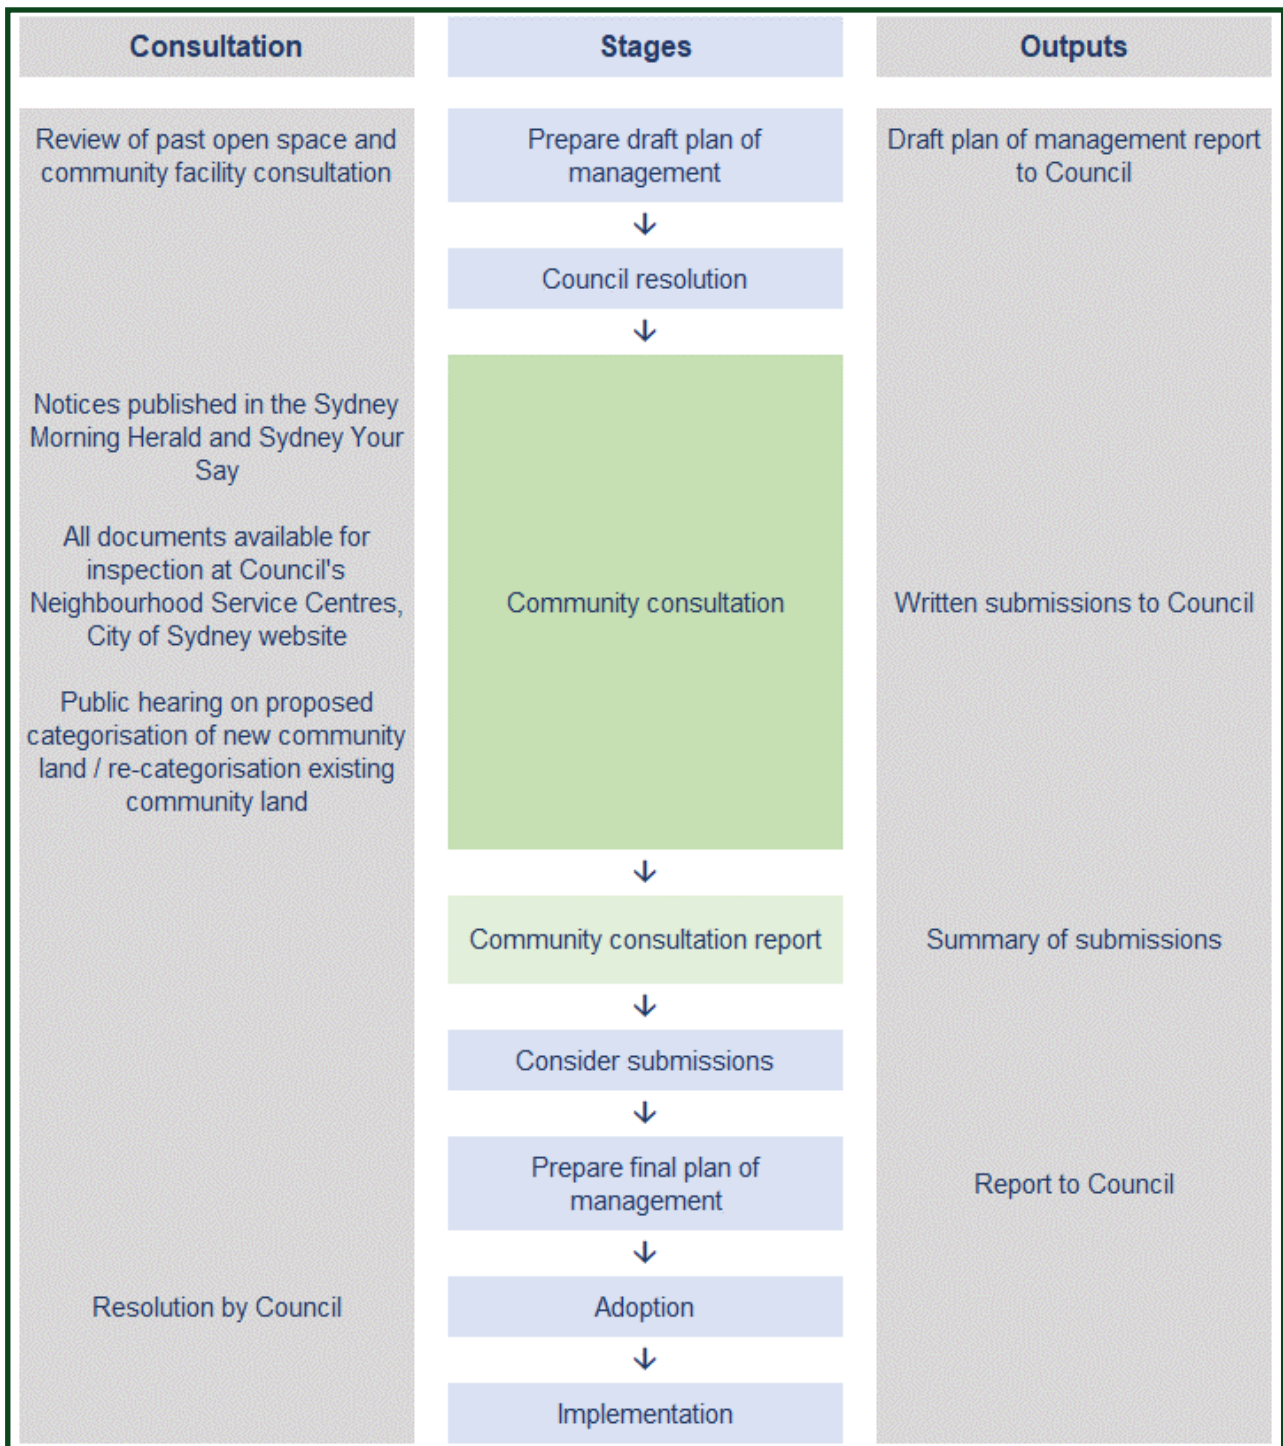 Consultation
Stages
Outputs
Review of past open space and
community facility consultation
Prepare draft plan of
management
Draft plan of management report
to Council
↓
Council resolution
↓
Notices published in the Sydney
Morning Herald and Sydney Your
Say
All documents available for
inspection at Council's
Neighbourhood Service Centres,
City of Sydney website
Public hearing on proposed
categorisation of new community
land / re-categorisation existing
community land
Community consultation
Written submissions to Council
↓
Community consultation report
Summary of submissions
↓
Consider submissions
↓
Prepare final plan of
management
Report to Council
↓
Resolution by Council
Adoption
↓
Implementation